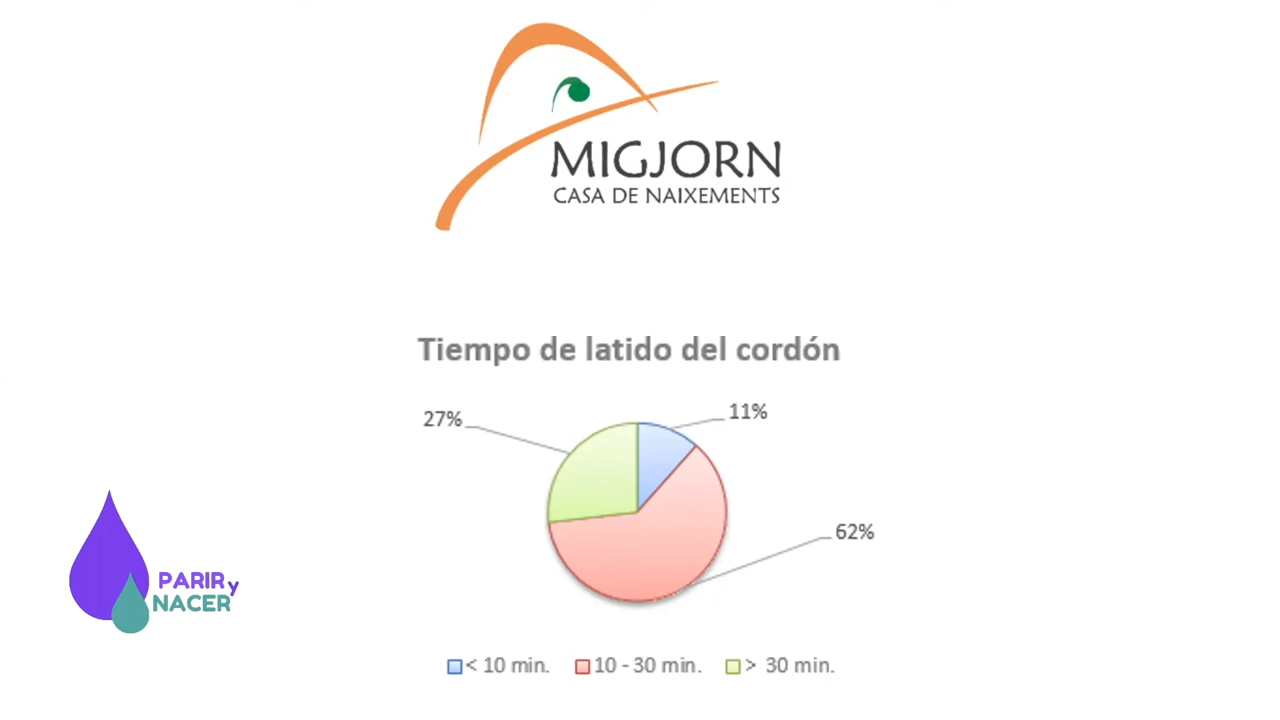 MIGJORN
CASA DE NAIXEMENTS
Tiempo de latido del cordón
27%
11%
62%
PARIR y
NACER
< 10 min.
10 - 30 min.
> 30 min.